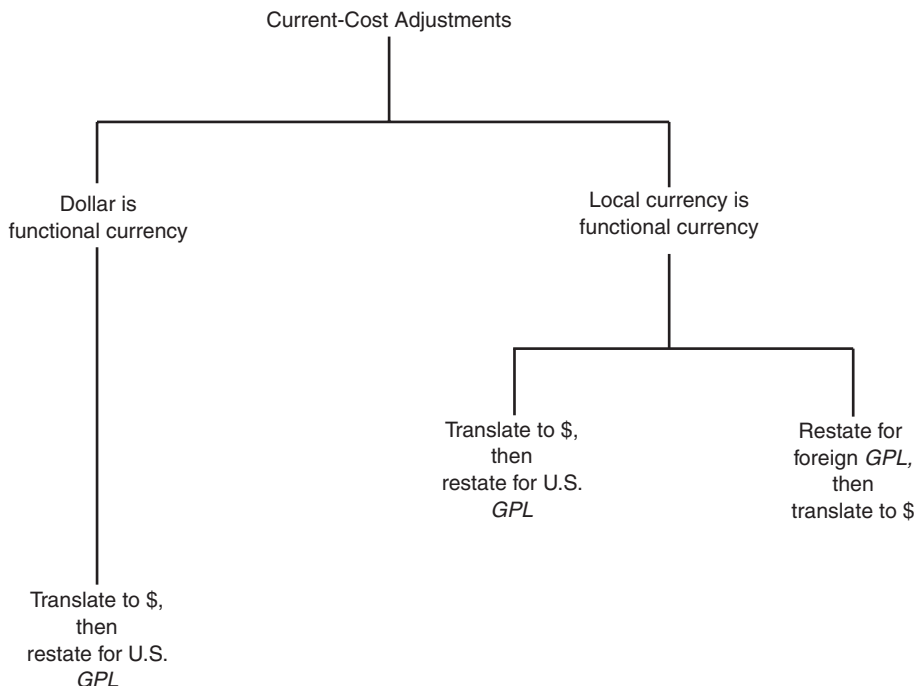 Current-Cost Adjustments
Dollar is
functional currency
Local currency is
functional currency
Translate to $,
then
restate for U.S.
GPL
Restate for
foreign GPL,
then
translate to $
Translate to $,
then
restate for U.S.
GPL